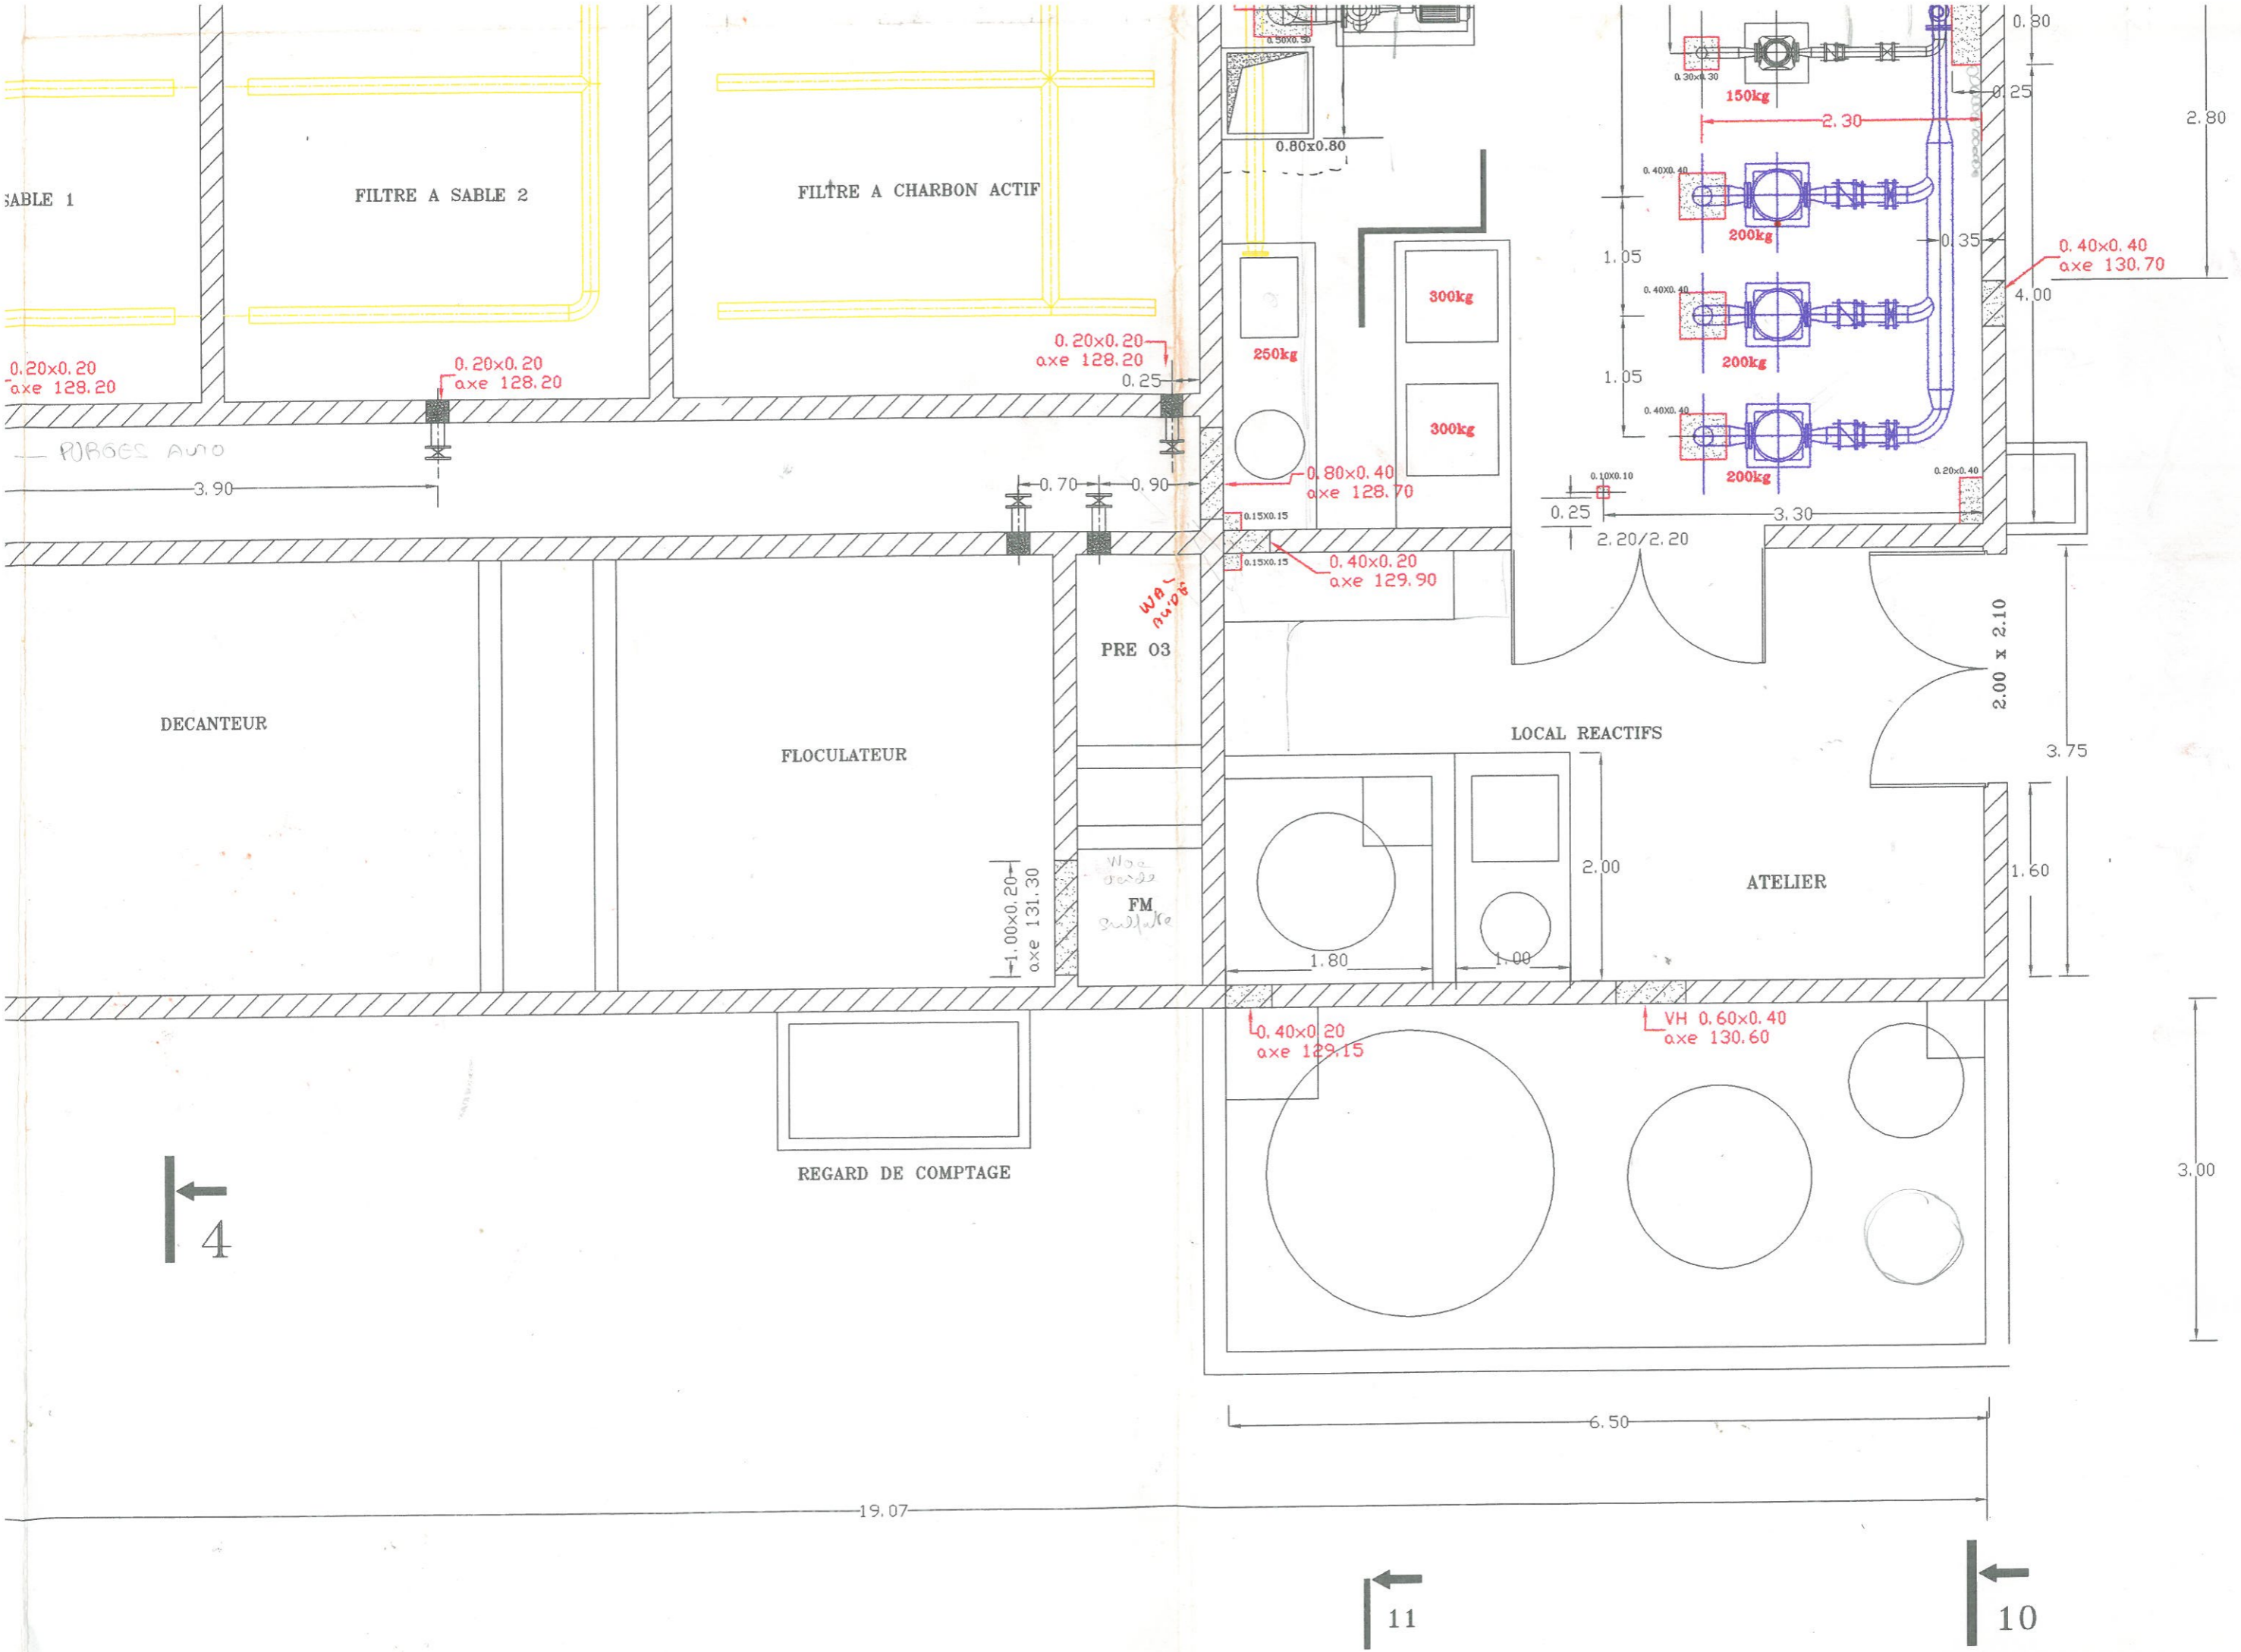 0.50x0.50
0.80
0.30x0.30
150kg
0.25
2.80
2.30
0.80x0.80
SABLE 1
FILTRE A SABLE 2
FILTRE A CHARBON ACTIF
0.40X0.40
200kg
0.35
1.05
0.40x0.40
axe 130.70
4.00
0.40X0.40
300kg
250kg
200kg
0.20x0.20
axe 128.20
0.20x0.20
axe 128.20
0.20x0.20
axe 128.20
0.25
1.05
0.40X0.40
300kg
200kg
PURGES AUTO
3.90
0.70
0.90
0.80x0.40
axe 128.70
0.10X0.10
0.20x0.40
0.25
3.30
0.15X0.15
2.20/2.20
0.15X0.15
0.40x0.20
axe 129.90
PRE 03
2.00 x 2.10
DECANTEUR
FLOCULATEUR
LOCAL REACTIFS
3.75
1.00x0.20
axe 131.30
FM
sulfate
2.00
ATELIER
1.60
1.80
1.00
0.40x0.20
axe 129.15
VH 0.60x0.40
axe 130.60
REGARD DE COMPTAGE
3.00
4
6.50
19.07
11
10